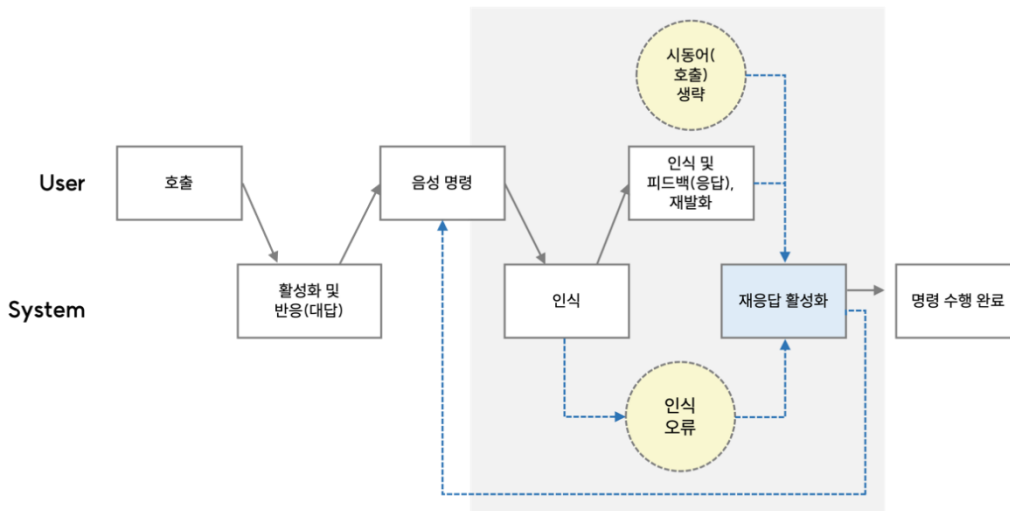 시동어(
호출)
생략
User
호출
음성 명령
인식 및
피드백(응답),
재발화
System
활성화 및
반응(대답)
인식
재응답 활성화
명령 수행 완료
인식
오류